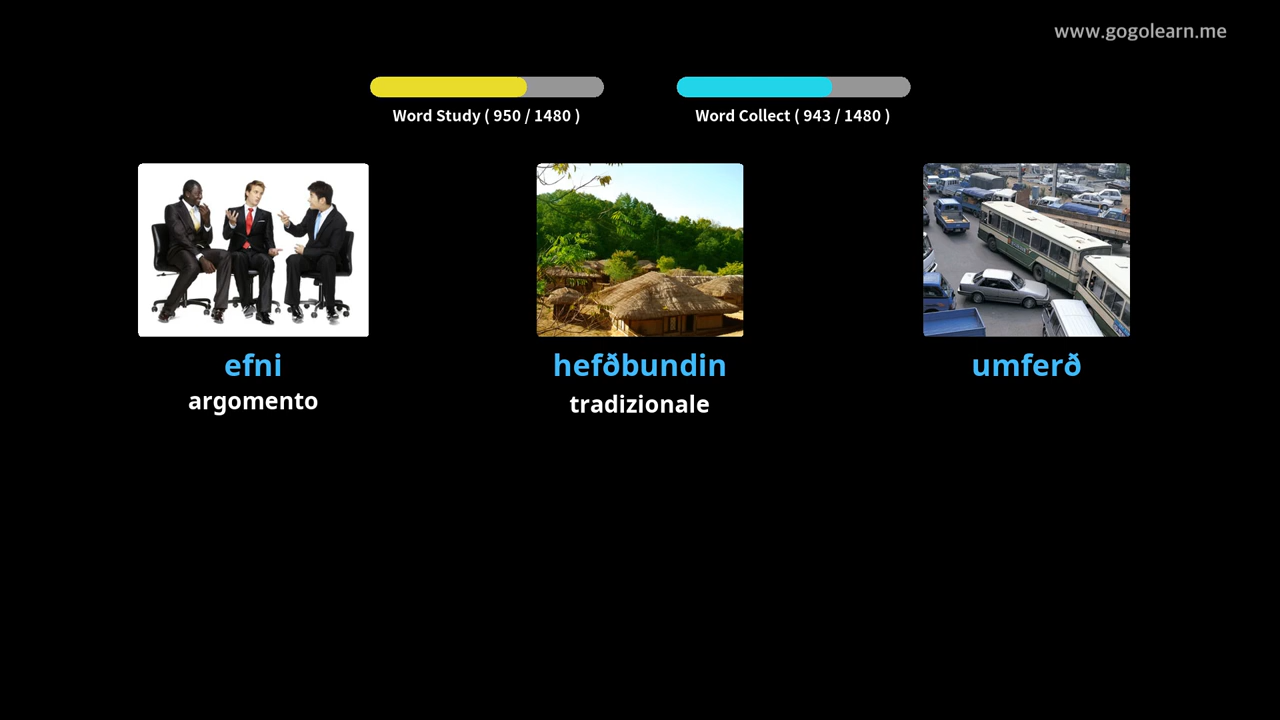 www.gogolearn.me
Word Study ( 950 / 1480 )
Word Collect ( 943 / 1480 )
efni
argomento
hefðbundin
tradizionale
umferð